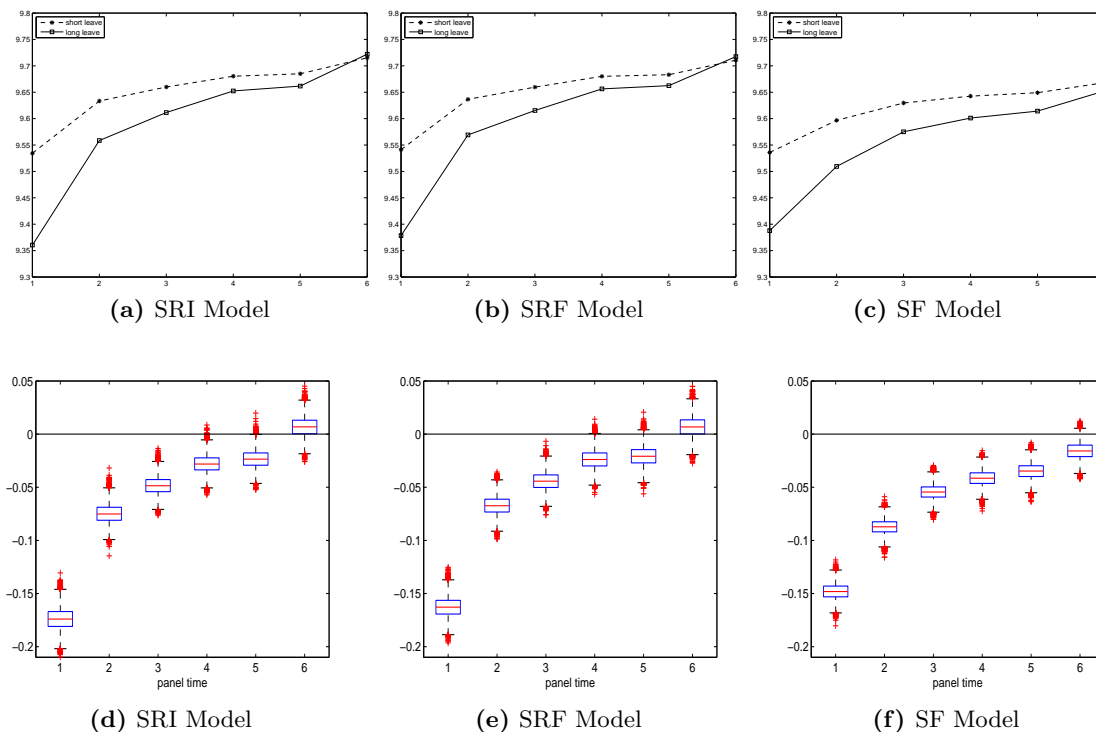 9.8
9.75
9.7
9.65
9.6
9.55
9.5
9.45
9.4
9.35
9.3
short leave
long leave
1 2 3 4 5 6
(a) SRI Model
9.8
9.75
9.7
9.65
9.6
9.55
9.5
9.45
9.4
9.35
9.3
short leave
long leave
1 2 3 4 5 6
(b) SRF Model
9.8
9.75
9.7
9.65
9.6
9.55
9.5
9.45
9.4
9.35
9.3
short leave
long leave
1 2 3 4 5 6
(c) SF Model
0.05
0
−0.05
−0.1
−0.15
−0.2
1 2 3 4 5 6
panel time
(d) SRI Model
0.05
0
−0.05
−0.1
−0.15
−0.2
1 2 3 4 5 6
panel time
(e) SRF Model
0.05
0
−0.05
−0.1
−0.15
−0.2
1 2 3 4 5 6
panel time
(f) SF Model